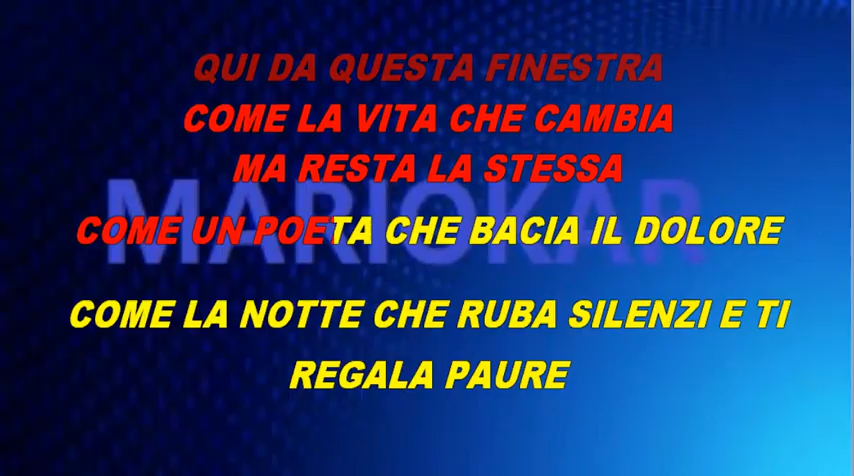 QUI DA QUESTA FINESTRA
COME LA VITA CHE CAMBIA
MA RESTA LA STESSA
MARIOKAR
COME UN POETA CHE BACIA IL DOLORE
COME LA NOTTE CHE RUBA SILENZI E TI
REGALA PAURE